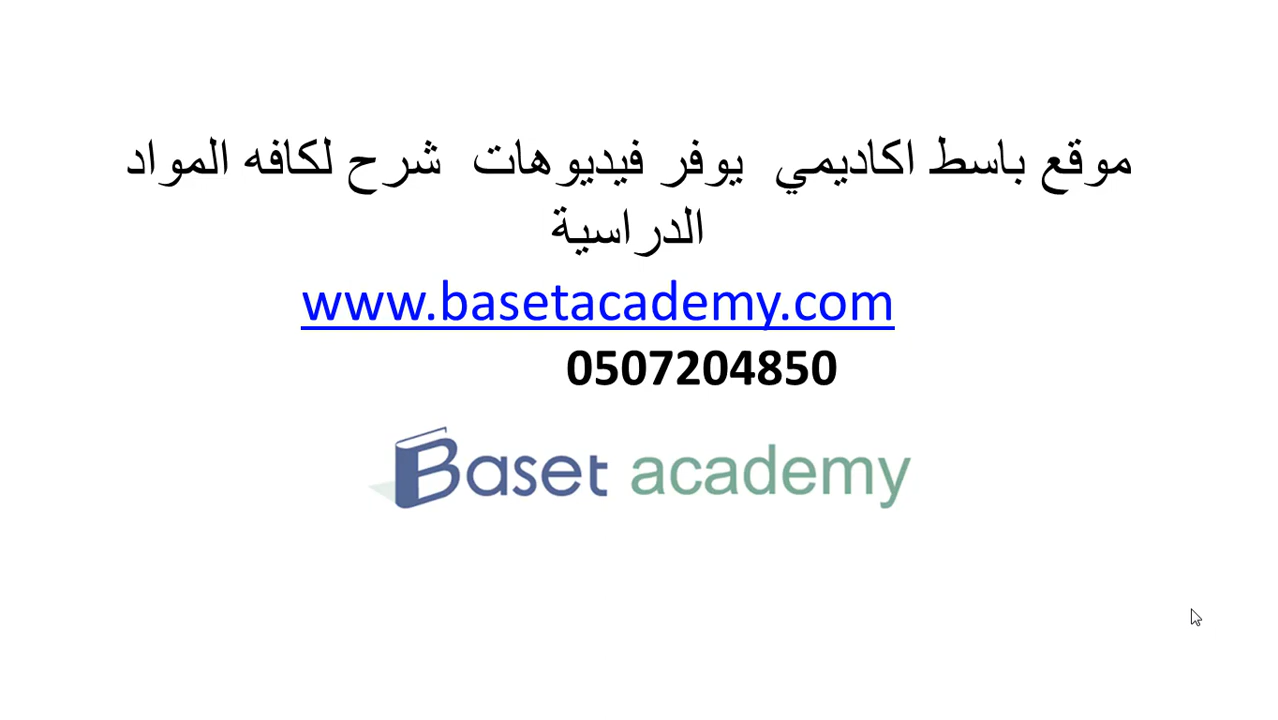 موقع باسط اكاديمي يوفر فيديوهات شرح لكافه المواد
الدراسية
www.basetacademy.com
0507204850
Baset academy